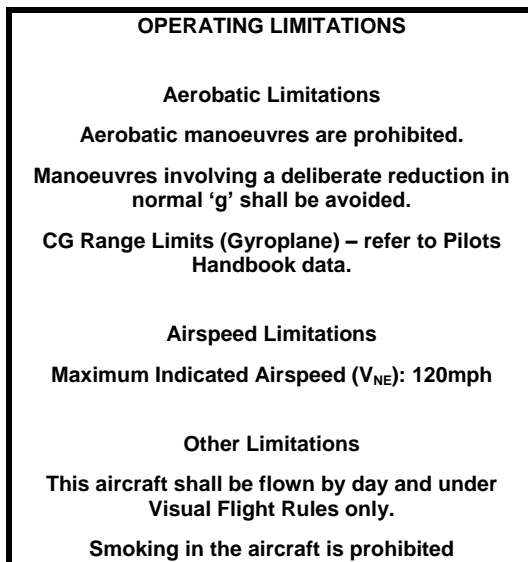 OPERATING LIMITATIONS
Aerobatic Limitations
Aerobatic manoeuvres are prohibited.
Manoeuvres involving a deliberate reduction in
normal ‘g’ shall be avoided.
CG Range Limits (Gyroplane) – refer to Pilots
Handbook data.
Airspeed Limitations
Maximum Indicated Airspeed (VNE): 120mph
Other Limitations
This aircraft shall be flown by day and under
Visual Flight Rules only.
Smoking in the aircraft is prohibited